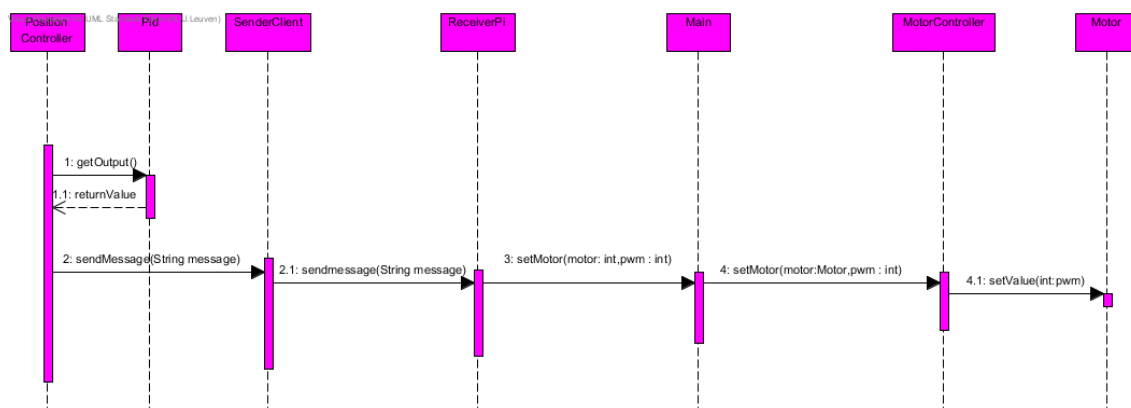 Position
Controller
Pid
SenderClient
ReceiverPi
Main
MotorController
Motor
1: getOutput()
1.1: returnValue
2: sendMessage(String message)
2.1: sendmessage(String message)
3: setMotor(motor: int,pwm : int)
4: setMotor(motor:Motor,pwm : int)
4.1: setValue(int:pwm)